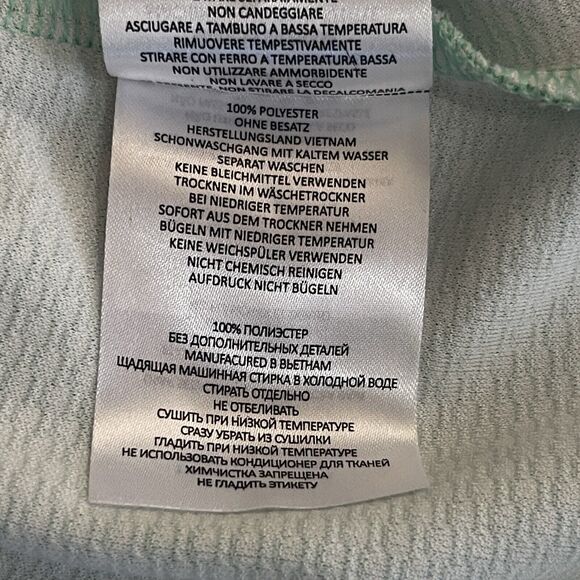 NON CANDEGGIARE
ASCIUGARE A TAMBURO A BASSA TEMPERATURA
RIMUOVERE TEMPESTIVAMENTE
STIRARE CON FERRO A TEMPERATURA BASSA
NON UTILIZZARE AMMORBIDENTE
NON LAVARE A SECCO
NON STIRARE LA DECALCOMANIA
100% POLYESTER
OHNE BESATZ
HERSTELLUNGSLAND VIETNAM
SCHONWASCHGANG MIT KALTEM WASSER
SEPARAT WASCHEN
KEINE BLEICHMITTEL VERWENDEN
TROCKNEN IM WÄSCHETROCKNER
BEI NIEDRIGER TEMPERATUR
SOFORT AUS DEM TROCKNER NEHMEN
BÜGELN MIT NIEDRIGER TEMPERATUR
KEINE WEICHSPÜLER VERWENDEN
NICHT CHEMISCH REINIGEN
AUFDRUCK NICHT BÜGELN
100% ПОЛИЭСТЕР
БЕЗ ДОПОЛНИТЕЛЬНЫХ ДЕТАЛЕЙ
MANUFACURED В ВЬЕТНАМ
ЩАДЯЩАЯ МАШИННАЯ СТИРКА В ХОЛОДНОЙ ВОДЕ
СТИРАТЬ ОТДЕЛЬНО
НЕ ОТБЕЛИВАТЬ
СУШИТЬ ПРИ НИЗКОЙ ТЕМПЕРАТУРЕ
СРАЗУ УБРАТЬ ИЗ СУШИЛКИ
ГЛАДИТЬ ПРИ НИЗКОЙ ТЕМПЕРАТУРЕ
НЕ ИСПОЛЬЗОВАТЬ КОНДИЦИОНЕР ДЛЯ ТКАНЕЙ
ХИМЧИСТКА ЗАПРЕЩЕНА
НЕ ГЛАДИТЬ ЭТИКЕТУ